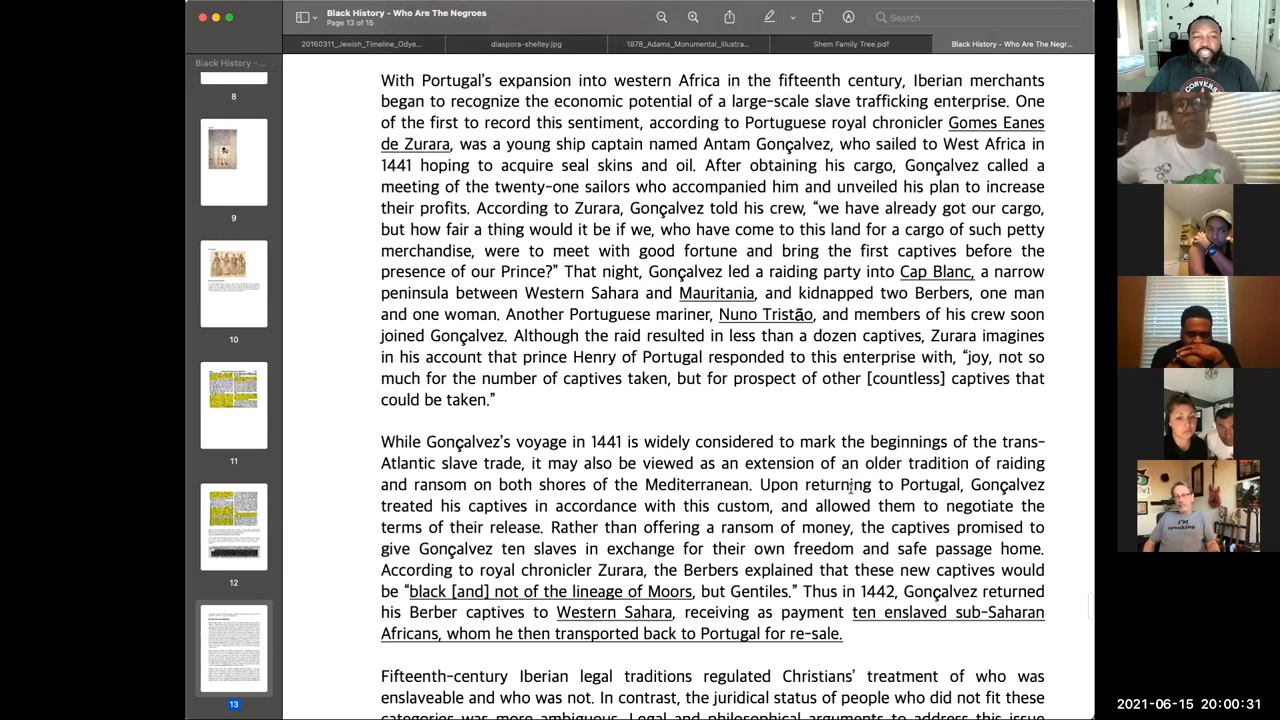 Black History - Who Are The Negroes
Page 13 of 15
Search
20160311_Jewish_Timeline_Odye...
diaspora-shelley.jpg
1878_Adams_Monumental_Illustra...
Shem Family Tree.pdf
Black History - Who Are The Negr...
Black History -...
8
9
10
11
12
13
With Portugal's expansion into western Africa in the fifteenth century, Iberian merchants
began to recognize the economic potential of a large-scale slave trafficking enterprise. One
of the first to record this sentiment, according to Portuguese royal chronicler Gomes Eanes
de Zurara, was a young ship captain named Antam Gonçalvez, who sailed to West Africa in
1441 hoping to acquire seal skins and oil. After obtaining his cargo, Gonçalvez called a
meeting of the twenty-one sailors who accompanied him and unveiled his plan to increase
their profits. According to Zurara, Gonçalvez told his crew, “we have already got our cargo,
but how fair a thing would it be if we, who have come to this land for a cargo of such petty
merchandise, were to meet with good fortune and bring the first captives before the
presence of our Prince?” That night, Gonçalvez led a raiding party into Cap Blanc, a narrow
peninsula between Western Sahara and Mauritania, and kidnapped two Berbers, one man
and one woman. Another Portuguese mariner, Nuno Tristão, and members of his crew soon
joined Gonçalvez. Although the raid resulted in less than a dozen captives, Zurara imagines
in his account that prince Henry of Portugal responded to this enterprise with, “joy, not so
much for the number of captives taken, but for prospect of other [countless] captives that
could be taken.”
While Gonçalvez's voyage in 1441 is widely considered to mark the beginnings of the trans-
Atlantic slave trade, it may also be viewed as an extension of an older tradition of raiding
and ransom on both shores of the Mediterranean. Upon returning to Portugal, Gonçalvez
treated his captives in accordance with this custom, and allowed them to negotiate the
terms of their release. Rather than offering a ransom of money, the captives promised to
give Gonçalvez ten slaves in exchange for their own freedom and safe passage home.
According to royal chronicler Zurara, the Berbers explained that these new captives would
be “black [and] not of the lineage of Moors, but Gentiles.” Thus in 1442, Gonçalvez returned
his Berber captives to Western Sahara, receiving as payment ten enslaved sub-Saharan
Africans, whom he then transported back to Portugal for re-sale.
Fifteenth-century Iberian legal traditions regulated Christians' treatment of who was
enslaveable and who was not. In contrast, the juridical status of people who did not fit these
categories was more ambiguous. Legal and philosophical arguments to address this issue
I'M
speaking
2021-06-15 20:00:31